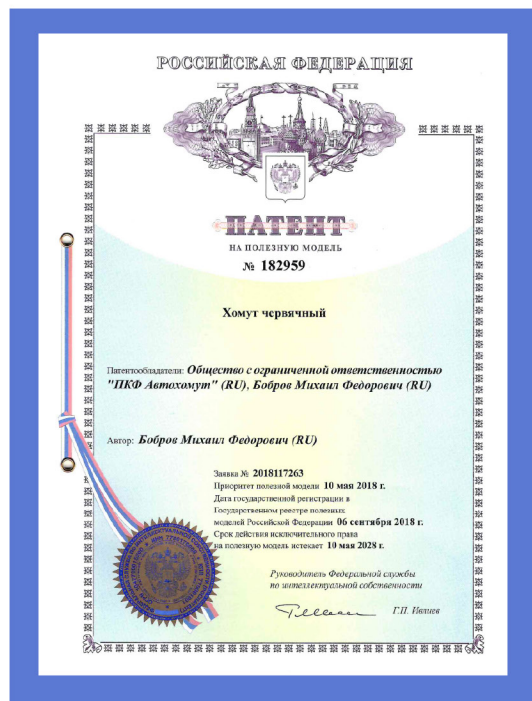 РОССИЙСКАЯ ФЕДЕРАЦИЯ
ПАТЕНТ
НА ПОЛЕЗНУЮ МОДЕЛЬ
№ 182959
Хомут червячный
Патентообладатели: Общество с ограниченной ответственностью
"ПКФ Автохомут" (RU), Бобров Михаил Федорович (RU)
Автор: Бобров Михаил Федорович (RU)
Заявка № 2018117263
Приоритет полезной модели 10 мая 2018 г.
Дата государственной регистрации в
Государственном реестре полезных
моделей Российской Федерации 06 сентября 2018 г.
Срок действия исключительного права
на полезную модель истекает 10 мая 2028 г.
Руководитель Федеральной службы
по интеллектуальной собственности
Г.П. Ивлиев